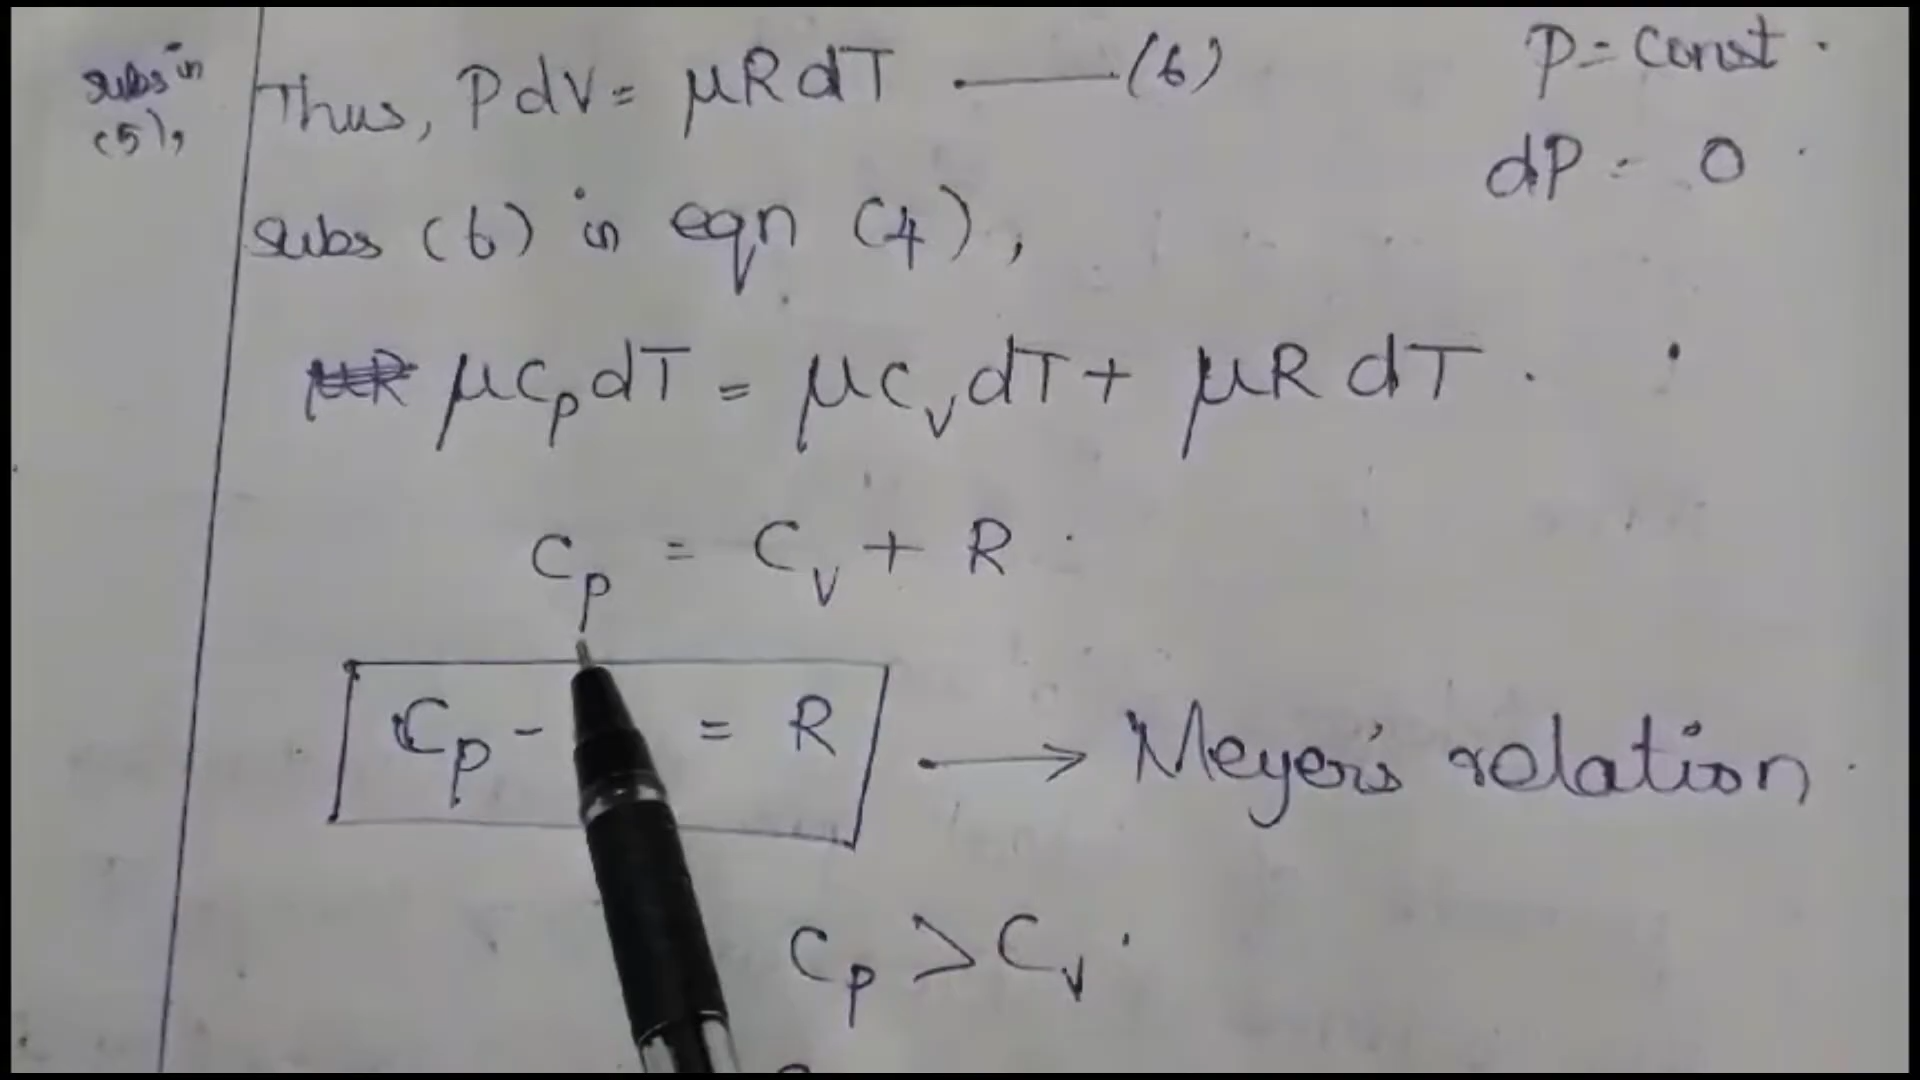 subs in
(5),
Thus, PdV = μRdT ——(6)
P = const.
dP = 0
subs (6) in eqn (4),
μCpdT = μCvdT + μRdT.
Cp = Cv + R.
Cp - = R → Meyer's relation.
Cp > Cv.